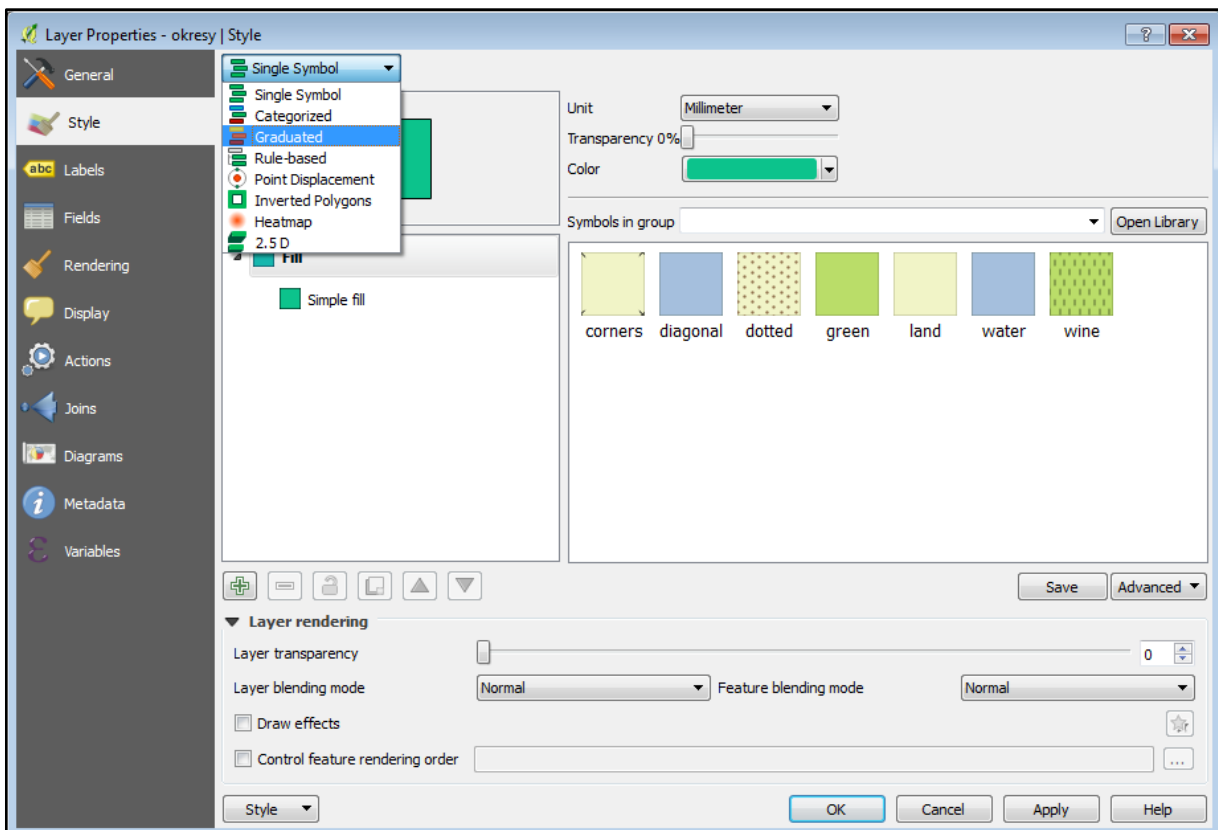 Layer Properties - okresy | Style
General
Style
Labels
Fields
Rendering
Display
Actions
Joins
Diagrams
Metadata
Variables
abc
Single Symbol
Single Symbol
Categorized
Graduated
Rule-based
Point Displacement
Inverted Polygons
Heatmap
2.5 D
Fill
Simple fill
Unit Millimeter
Transparency 0%
Color
Symbols in group Open Library
corners diagonal dotted green land water wine
Save Advanced
Layer rendering
Layer transparency 0
Layer blending mode Normal Feature blending mode Normal
Draw effects
Control feature rendering order ...
Style OK Cancel Apply Help